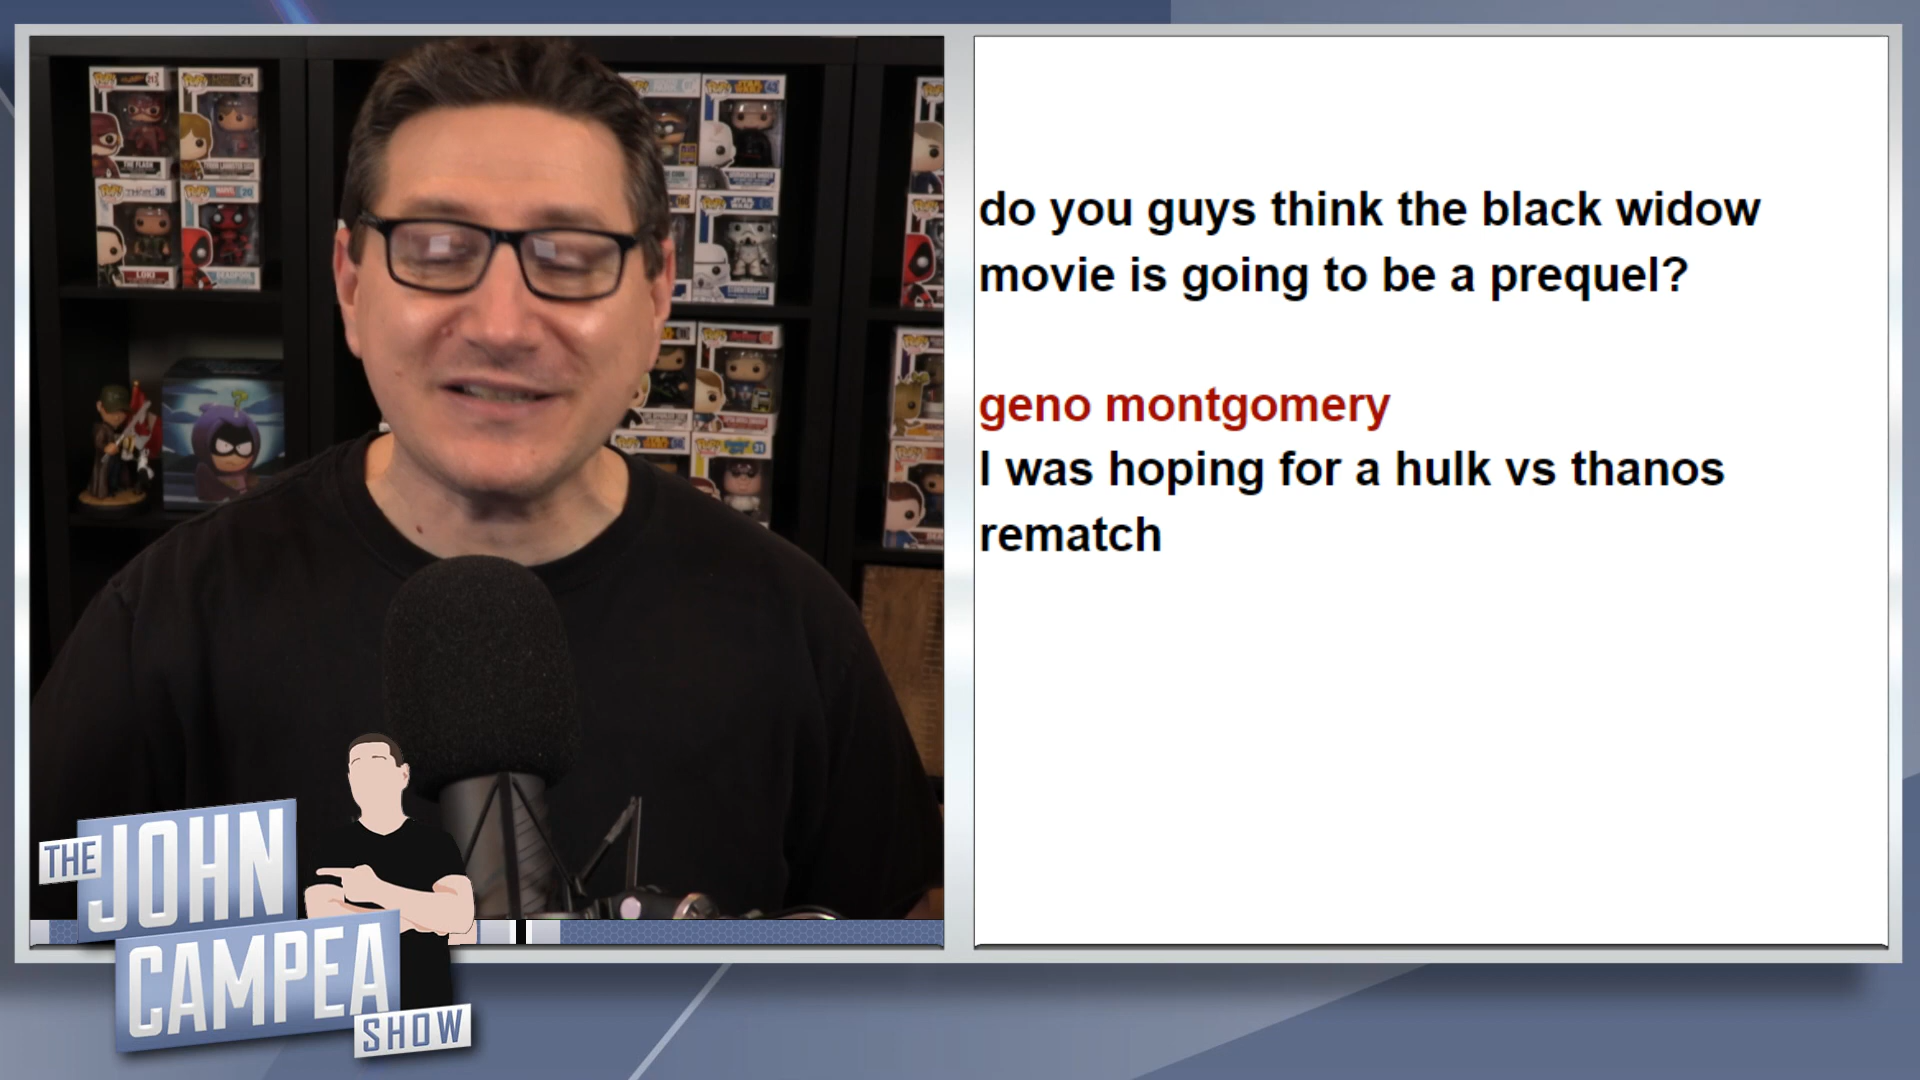 do you guys think the black widow
movie is going to be a prequel?
geno montgomery
I was hoping for a hulk vs thanos
rematch
THE
JOHN
CAMPEA
SHOW
LOKI